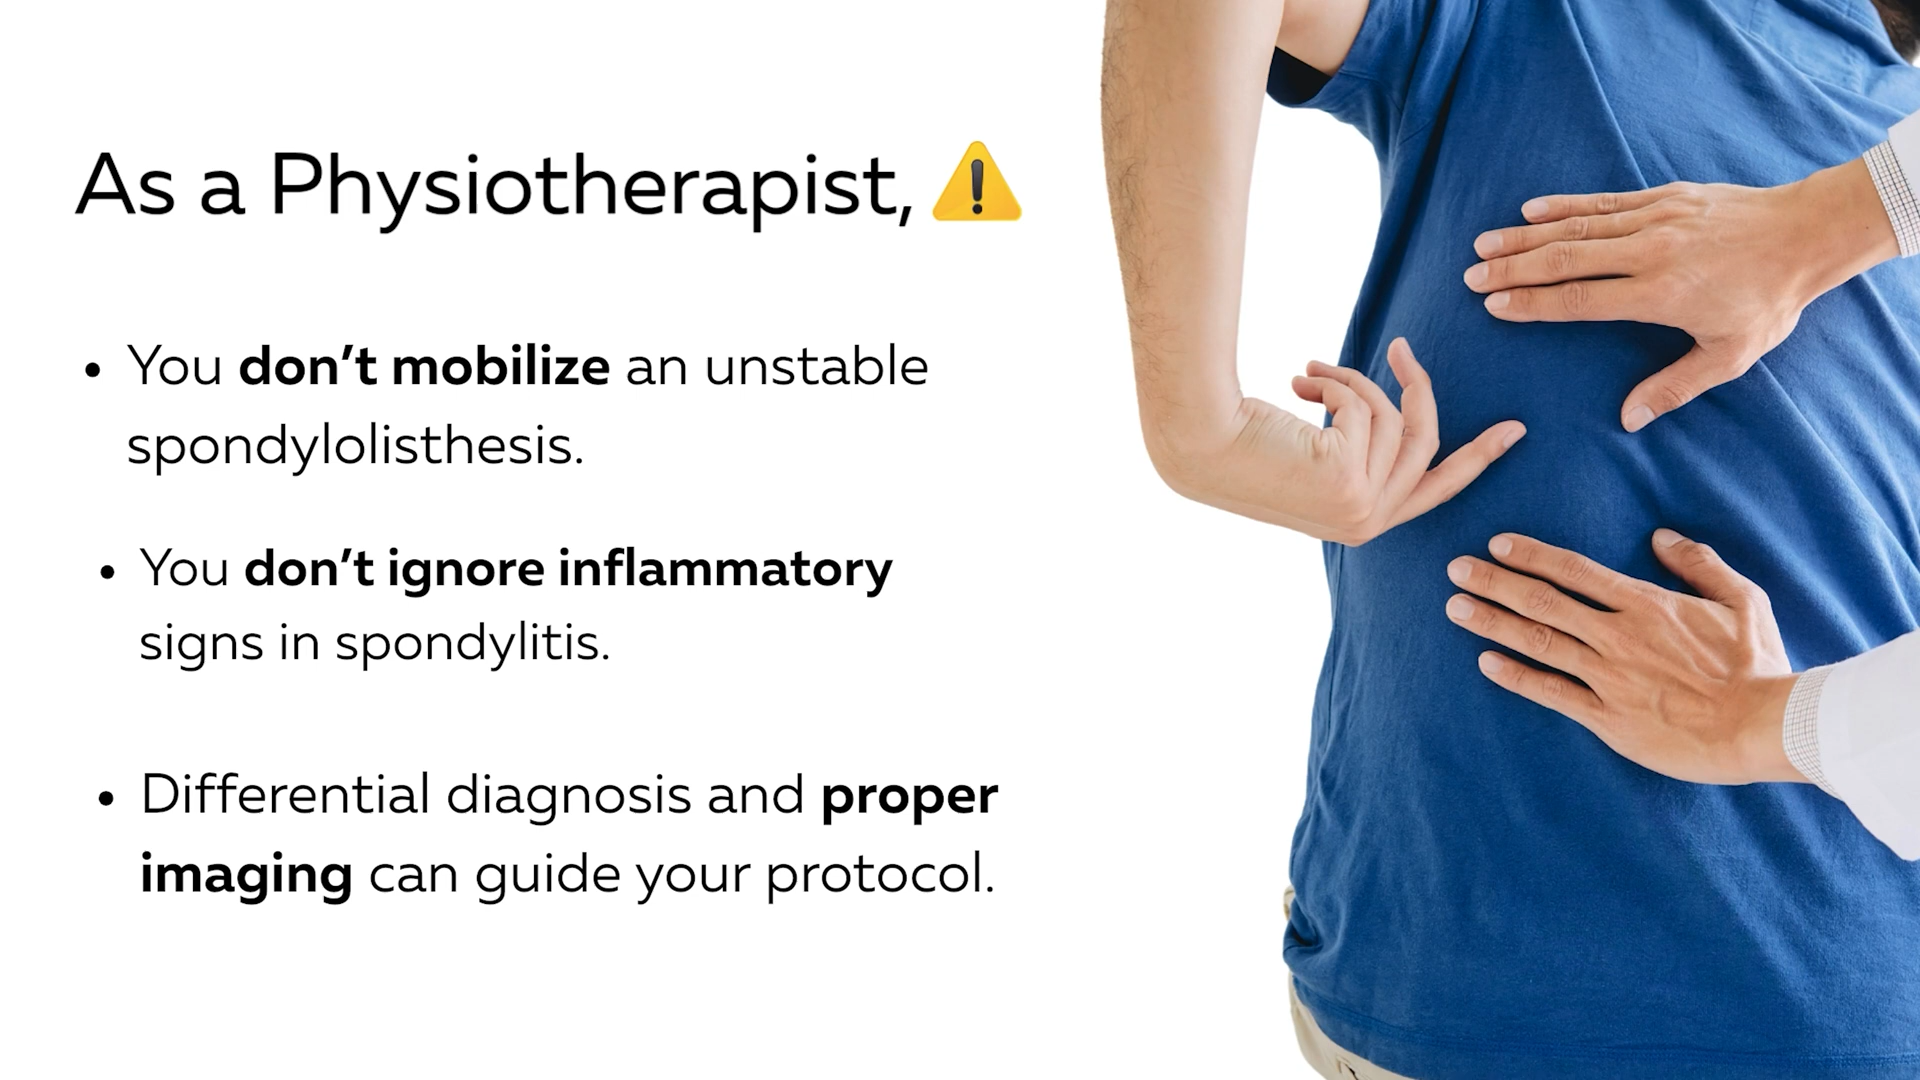 As a Physiotherapist, ⚠️
• You don’t mobilize an unstable
spondylolisthesis.
• You don’t ignore inflammatory
signs in spondylitis.
• Differential diagnosis and proper
imaging can guide your protocol.